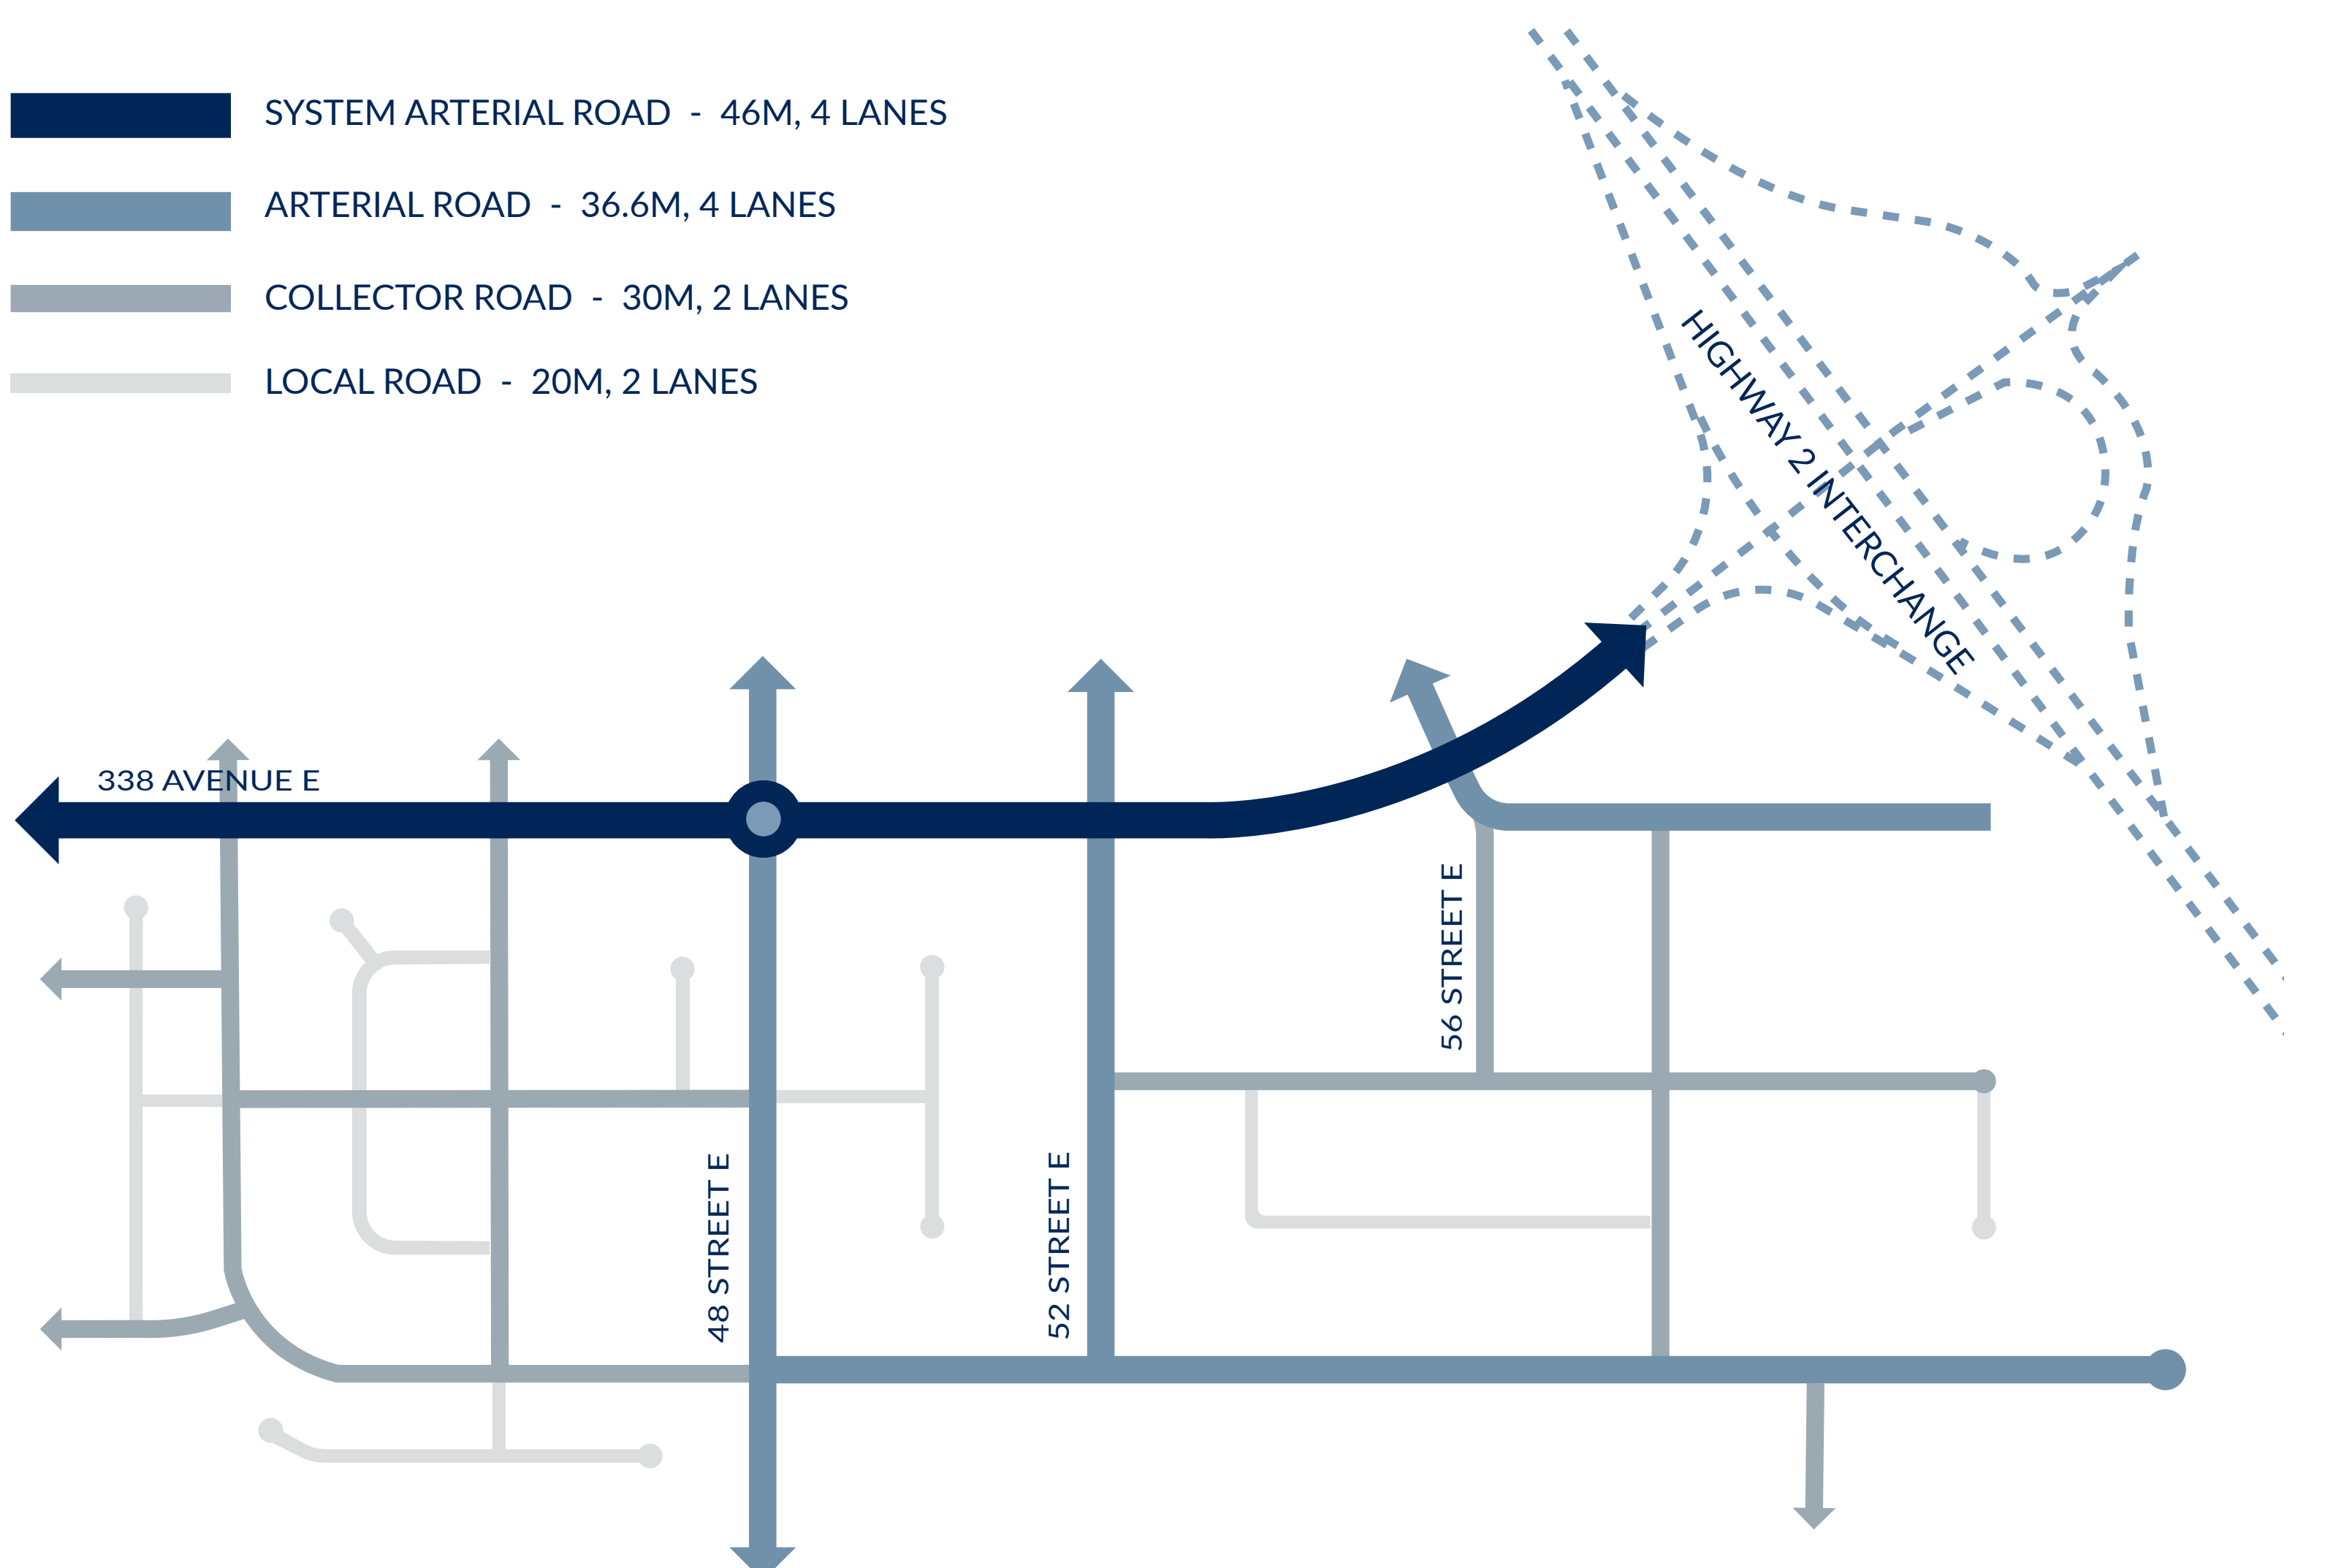 SYSTEM ARTERIAL ROAD - 46M, 4 LANES
ARTERIAL ROAD - 36.6M, 4 LANES
COLLECTOR ROAD - 30M, 2 LANES
LOCAL ROAD - 20M, 2 LANES
HIGHWAY 2 INTERCHANGE
338 AVENUE E
56 STREET E
48 STREET E
52 STREET E